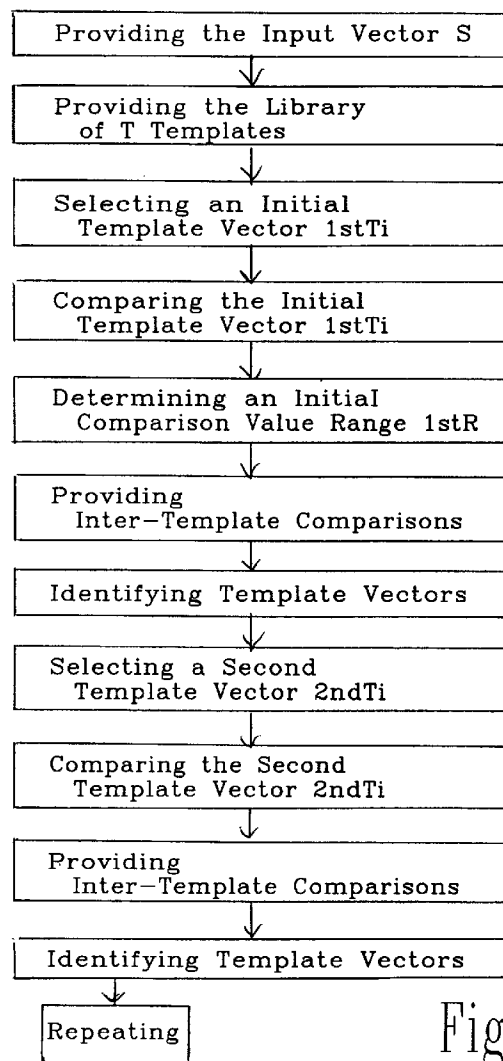 Providing the Input Vector S
Providing the Library
of T Templates
Selecting an Initial
Template Vector 1stTi
Comparing the Initial
Template Vector 1stTi
Determining an Initial
Comparison Value Range 1stR
Providing
Inter-Template Comparisons
Identifying Template Vectors
Selecting a Second
Template Vector 2ndTi
Comparing the Second
Template Vector 2ndTi
Providing
Inter-Template Comparisons
Identifying Template Vectors
Repeating
Fig